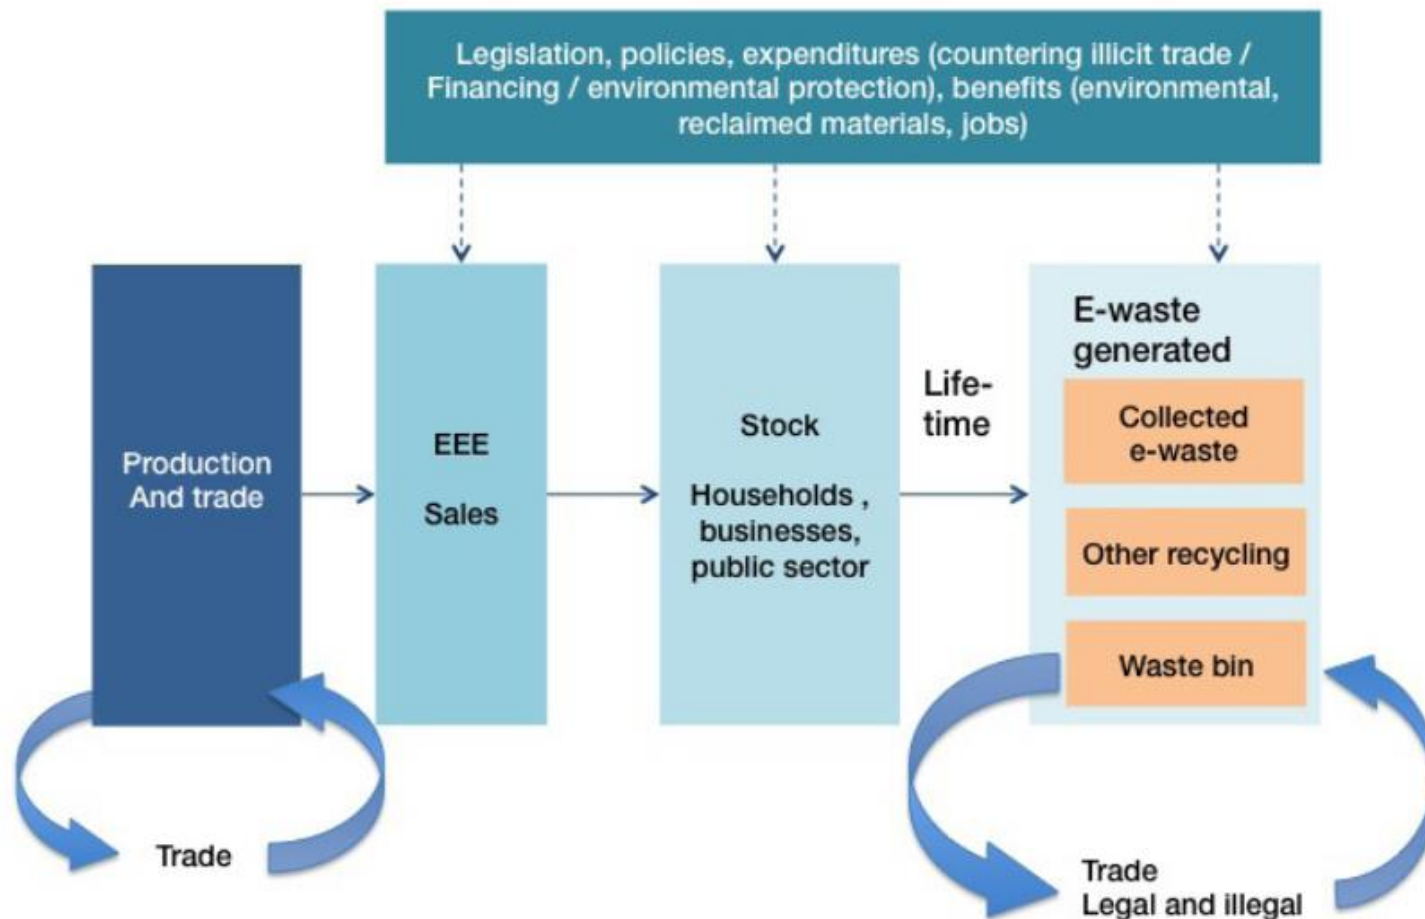 Legislation, policies, expenditures (countering illicit trade /
Financing / environmental protection), benefits (environmental,
reclaimed materials, jobs)
Production
And trade
EEE
Sales
Stock
Households ,
businesses,
public sector
Life-
time
E-waste
generated
Collected
e-waste
Other recycling
Waste bin
Trade
Trade
Legal and illegal